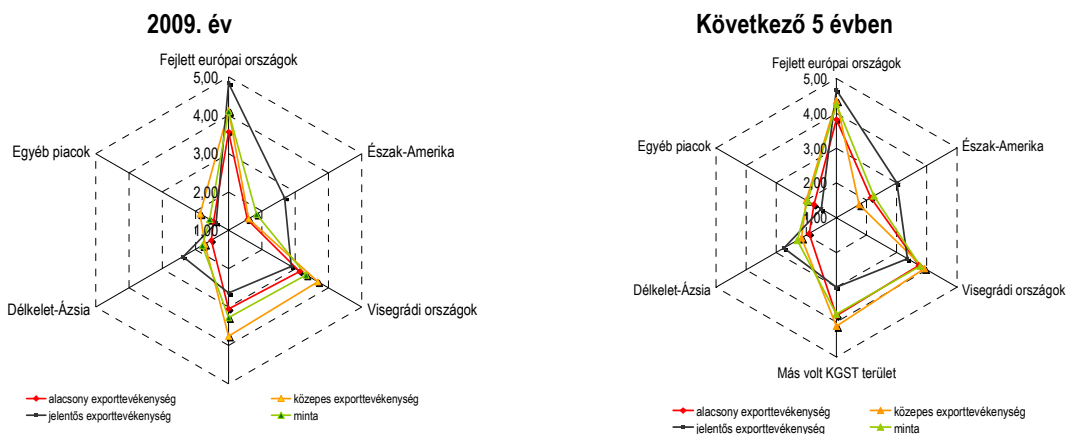 2009. év
Fejlett európai országok
5,00
4,00
3,00
2,00
1,00
Észak-Amerika
Visegrádi országok
Délkelet-Ázsia
Egyéb piacok
alacsony exporttevékenység
közepes exporttevékenység
jelentős exporttevékenység
minta
Következő 5 évben
Fejlett európai országok
5,00
4,00
3,00
2,00
1,00
Észak-Amerika
Visegrádi országok
Más volt KGST terület
Délkelet-Ázsia
Egyéb piacok
alacsony exporttevékenység
közepes exporttevékenység
jelentős exporttevékenység
minta